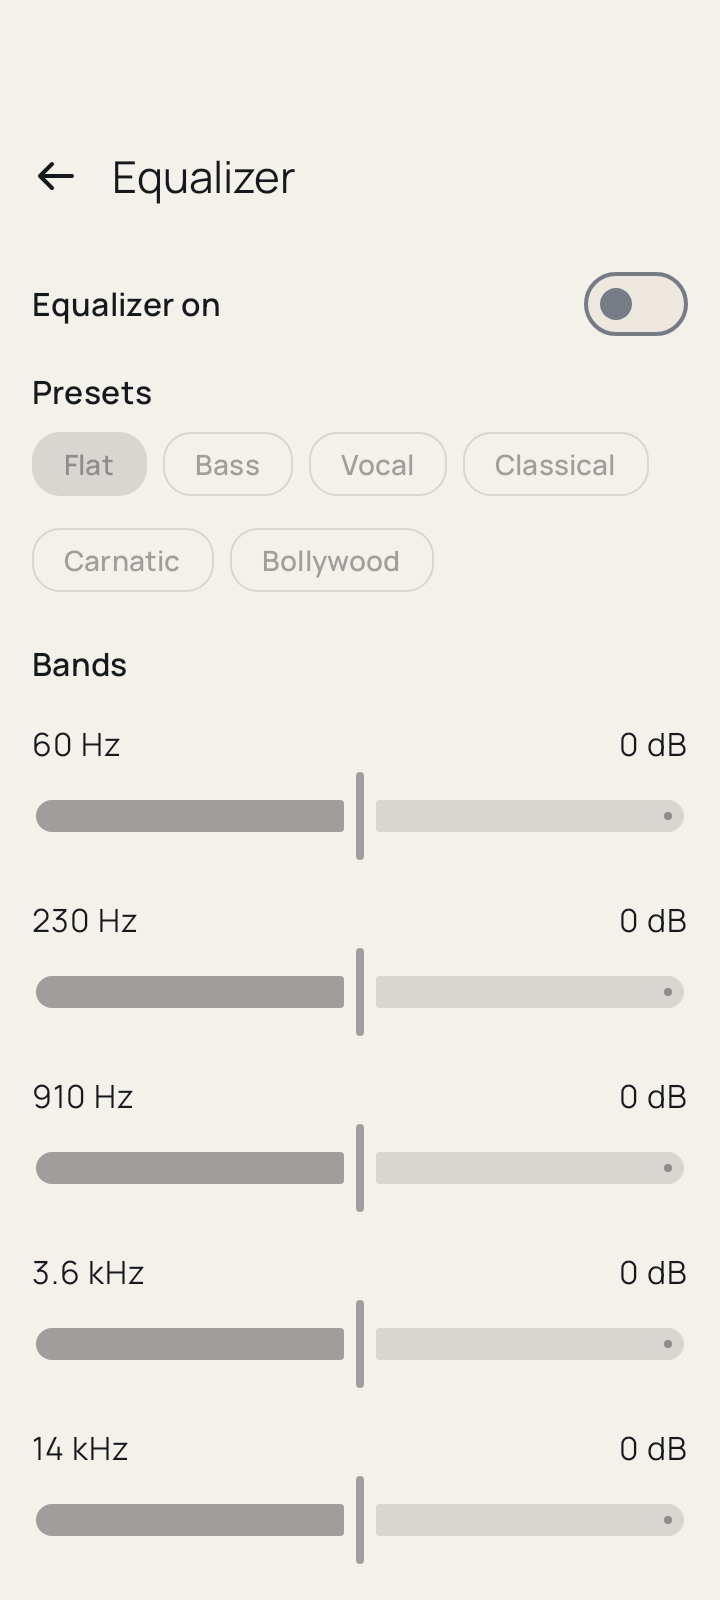 Equalizer
Equalizer on
Presets
Flat Bass Vocal Classical
Carnatic Bollywood
Bands
60 Hz 0 dB
230 Hz 0 dB
910 Hz 0 dB
3.6 kHz 0 dB
14 kHz 0 dB